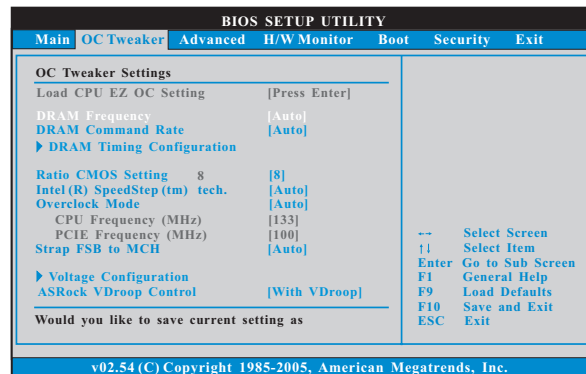 BIOS SETUP UTILITY
Main OC Tweaker Advanced H/W Monitor Boot Security Exit
OC Tweaker Settings
Load CPU EZ OC Setting [Press Enter]
DRAM Frequency [Auto]
DRAM Command Rate [Auto]
DRAM Timing Configuration
Ratio CMOS Setting 8 [8]
Intel (R) SpeedStep(tm) tech. [Auto]
Overclock Mode [Auto]
CPU Frequency (MHz) [133]
PCIE Frequency (MHz) [100]
Strap FSB to MCH [Auto]
Voltage Configuration
ASRock VDroop Control [With VDroop]
Would you like to save current setting as
←→ Select Screen
↑↓ Select Item
Enter Go to Sub Screen
F1 General Help
F9 Load Defaults
F10 Save and Exit
ESC Exit
v02.54 (C) Copyright 1985-2005, American Megatrends, Inc.